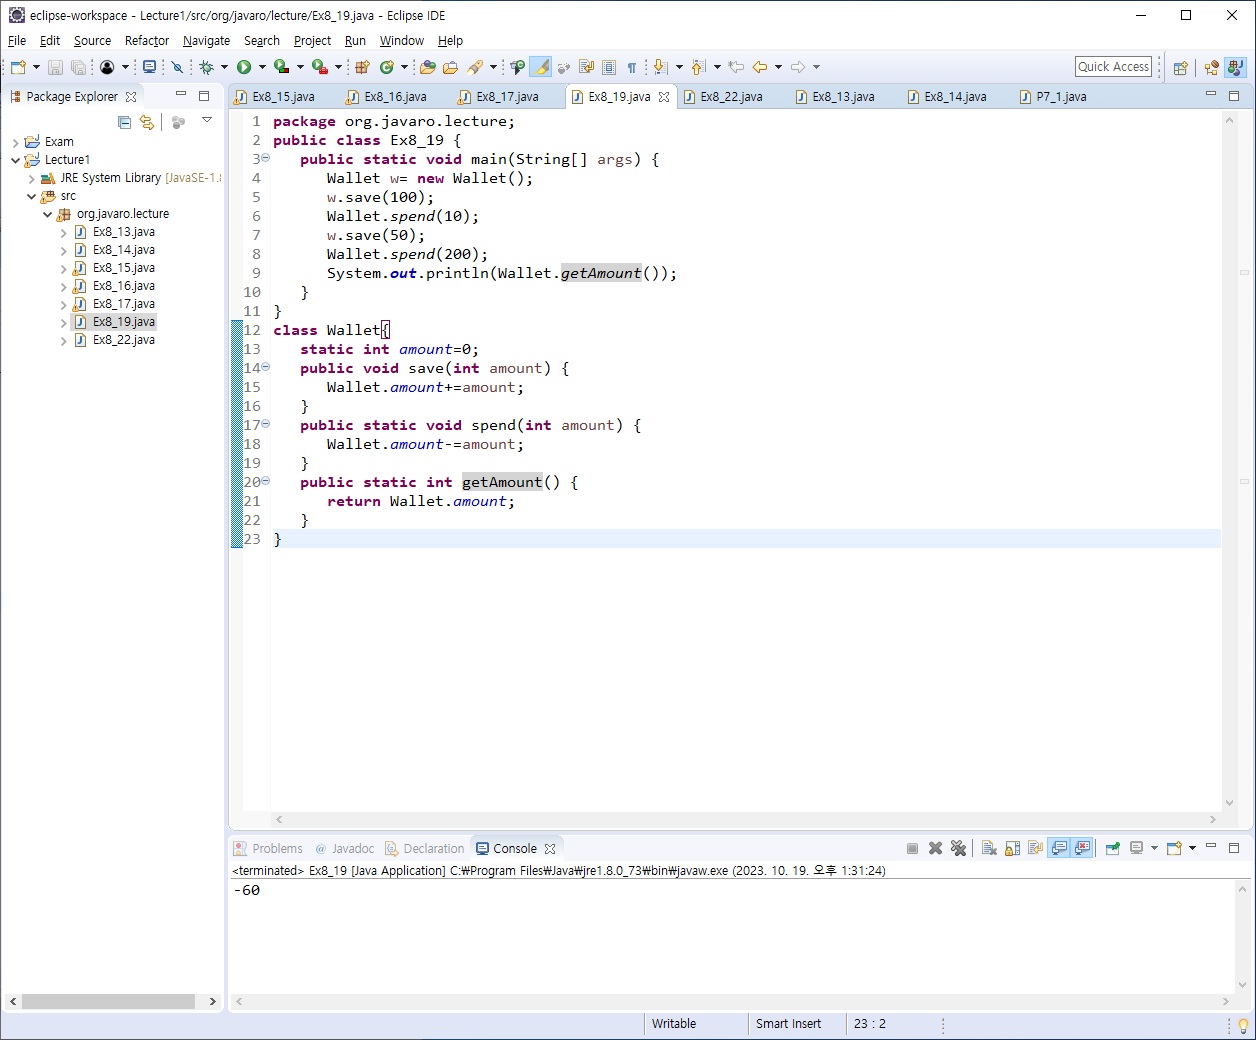 eclipse-workspace - Lecture1/src/org/javaro/lecture/Ex8_19.java - Eclipse IDE
File Edit Source Refactor Navigate Search Project Run Window Help
Quick Access
Package Explorer
Exam
Lecture1
JRE System Library [JavaSE-1.8
src
org.javaro.lecture
Ex8_13.java
Ex8_14.java
Ex8_15.java
Ex8_16.java
Ex8_17.java
Ex8_19.java
Ex8_22.java
Ex8_15.java Ex8_16.java Ex8_17.java Ex8_19.java Ex8_22.java Ex8_13.java Ex8_14.java P7_1.java
1 package org.javaro.lecture;
2 public class Ex8_19 {
3 public static void main(String[] args) {
4 Wallet w= new Wallet();
5 w.save(100);
6 Wallet.spend(10);
7 w.save(50);
8 Wallet.spend(200);
9 System.out.println(Wallet.getAmount());
10 }
11 }
12 class Wallet{
13 static int amount=0;
14 public void save(int amount) {
15 Wallet.amount+=amount;
16 }
17 public static void spend(int amount) {
18 Wallet.amount-=amount;
19 }
20 public static int getAmount() {
21 return Wallet.amount;
22 }
23 }
Problems @ Javadoc Declaration Console
<terminated> Ex8_19 [Java Application] C:₩Program Files₩Java₩jre1.8.0_73₩bin₩javaw.exe (2023. 10. 19. 오후 1:31:24)
-60
Writable Smart Insert 23 : 2